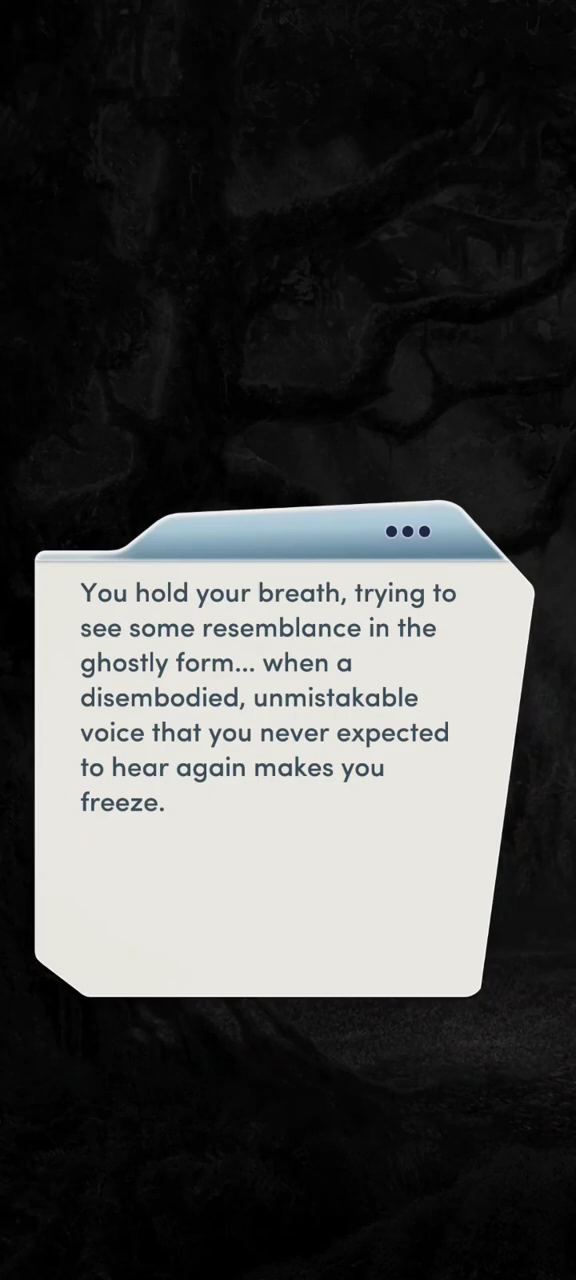 You hold your breath, trying to
see some resemblance in the
ghostly form... when a
disembodied, unmistakable
voice that you never expected
to hear again makes you
freeze.